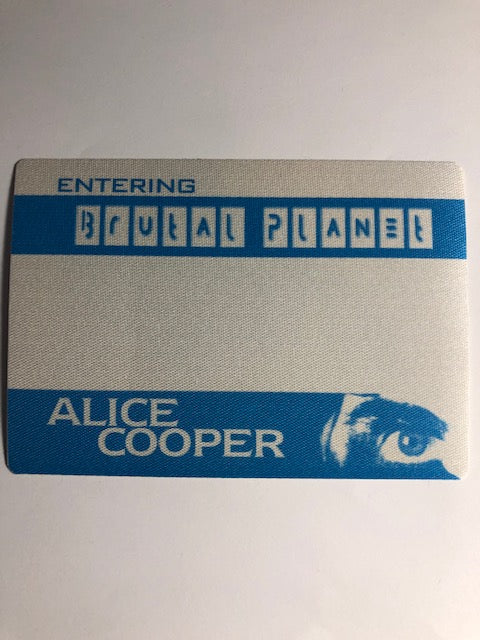 ENTERING
BrutAl PlANEt
ALICE
COOPER